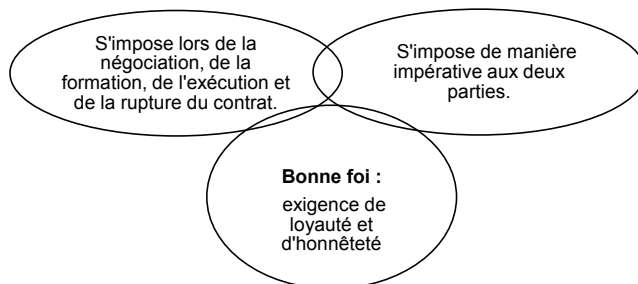 S'impose lors de la
négociation, de la
formation, de l'exécution et
de la rupture du contrat.
S'impose de manière
impérative aux deux
parties.
Bonne foi :
exigence de
loyauté et
d'honnêteté